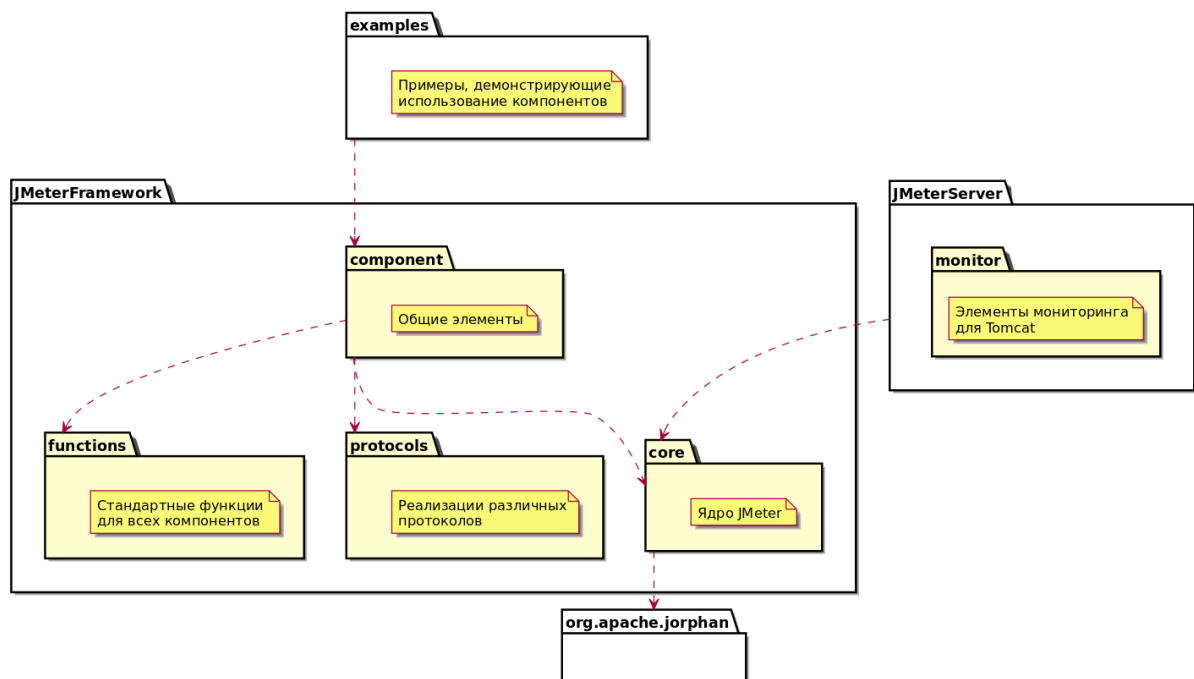 examples
Примеры, демонстрирующие
использование компонентов
JMeterFramework
JMeterServer
component
Общие элементы
monitor
Элементы мониторинга
для Tomcat
functions
Стандартные функции
для всех компонентов
protocols
Реализации различных
протоколов
core
Ядро JMeter
org.apache.jorphan